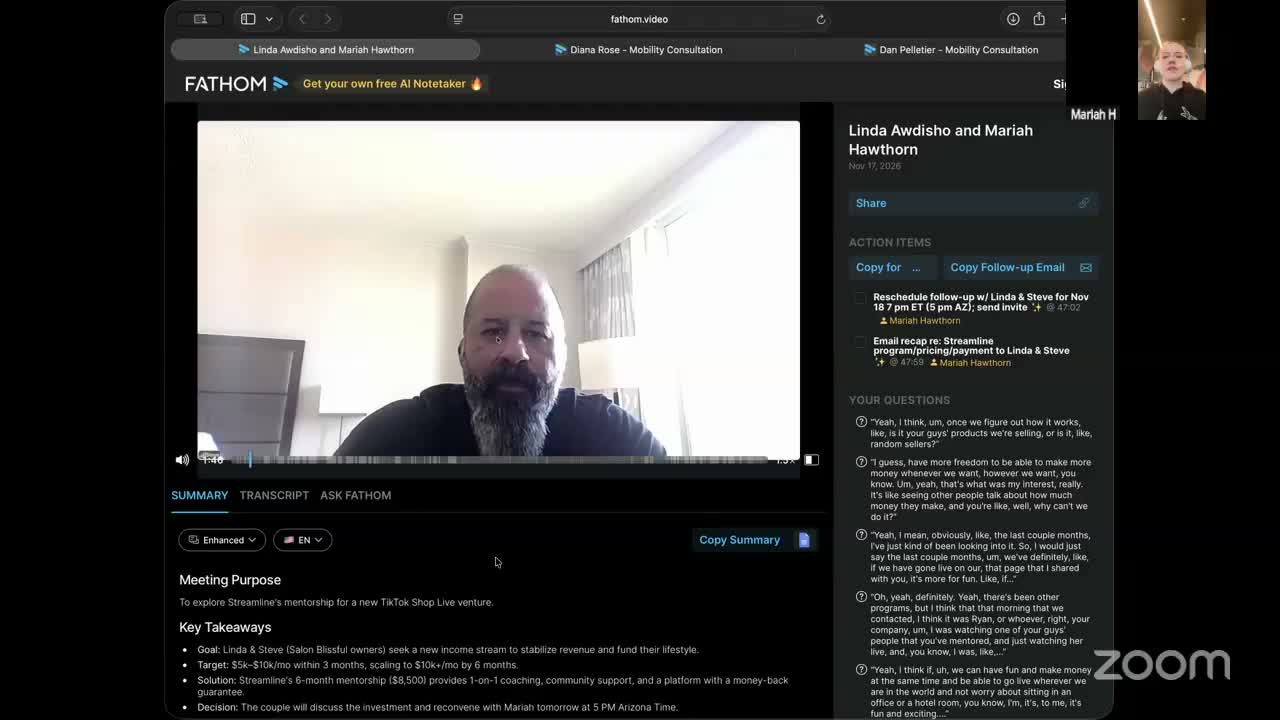 fathom.video
Linda Awdisho and Mariah Hawthorn
Diana Rose - Mobility Consultation
Dan Pelletier - Mobility Consultation
FATHOM
Get your own free AI Notetaker 🔥
Si
Mariah H
1:46
1.5×
SUMMARY
TRANSCRIPT
ASK FATHOM
Enhanced
EN
Copy Summary
Meeting Purpose
To explore Streamline's mentorship for a new TikTok Shop Live venture.
Key Takeaways
• Goal: Linda & Steve (Salon Blissful owners) seek a new income stream to stabilize revenue and fund their lifestyle.
• Target: $5k–$10k/mo within 3 months, scaling to $10k+/mo by 6 months.
• Solution: Streamline's 6-month mentorship ($8,500) provides 1-on-1 coaching, community support, and a platform with a money-back
guarantee.
• Decision: The couple will discuss the investment and reconvene with Mariah tomorrow at 5 PM Arizona Time.
Linda Awdisho and Mariah
Hawthorn
Nov 17, 2026
Share
ACTION ITEMS
Copy for ...
Copy Follow-up Email
Reschedule follow-up w/ Linda & Steve for Nov
18 7 pm ET (5 pm AZ); send invite ✨ @ 47:02
Mariah Hawthorn
Email recap re: Streamline
program/pricing/payment to Linda & Steve
✨ @ 47:59 Mariah Hawthorn
YOUR QUESTIONS
"Yeah, I think, um, once we figure out how it works,
like, is it your guys' products we're selling, or is it, like,
random sellers?"
"I guess, have more freedom to be able to make more
money whenever we want, however we want, you
know. Um, yeah, that's what was my interest, really.
It's like seeing other people talk about how much
money they make, and you're like, well, why can't we
do it?"
"Yeah, I mean, obviously, like, the last couple months,
I've just kind of been looking into it. So, I would just
say the last couple months, um, we've definitely, like,
if we have gone live on our, that page that I shared
with you, it's more for fun. Like, if..."
"Oh, yeah, definitely. Yeah, there's been other
programs, but I think that that morning that we
contacted, I think it was Ryan, or whoever, right, your
company, um, I was watching one of your guys'
people that you've mentored, and just watching her
live, and, you know, I was, like,..."
"Yeah, I think if, uh, we can have fun and make money
at the same time and be able to go live wherever we
are in the world and not worry about sitting in an
office or a hotel room, you know, I'm, it's, to me, it's
fun and exciting...."
zoom